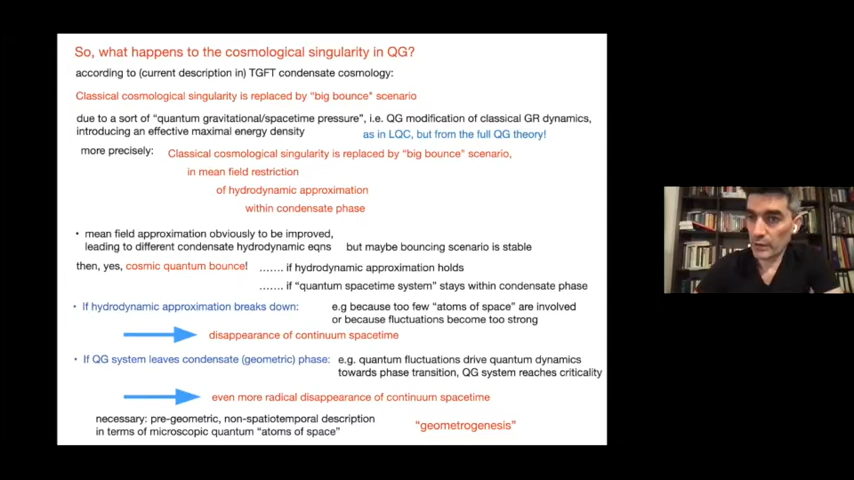 So, what happens to the cosmological singularity in QG?
according to (current description in) TGFT condensate cosmology:
Classical cosmological singularity is replaced by "big bounce" scenario
due to a sort of "quantum gravitational/spacetime pressure", i.e. QG modification of classical GR dynamics,
introducing an effective maximal energy density
as in LQC, but from the full QG theory!
more precisely:
Classical cosmological singularity is replaced by "big bounce" scenario,
in mean field restriction
of hydrodynamic approximation
within condensate phase
• mean field approximation obviously to be improved,
leading to different condensate hydrodynamic eqns
but maybe bouncing scenario is stable
then, yes, cosmic quantum bounce!
....... if hydrodynamic approximation holds
....... if "quantum spacetime system" stays within condensate phase
• If hydrodynamic approximation breaks down:
e.g because too few "atoms of space" are involved
or because fluctuations become too strong
disappearance of continuum spacetime
• If QG system leaves condensate (geometric) phase:
e.g. quantum fluctuations drive quantum dynamics
towards phase transition, QG system reaches criticality
even more radical disappearance of continuum spacetime
necessary: pre-geometric, non-spatiotemporal description
in terms of microscopic quantum "atoms of space"
"geometrogenesis"